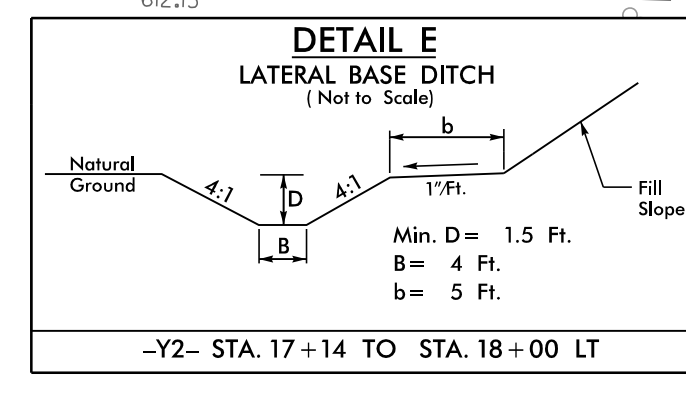 612.15
DETAIL E
LATERAL BASE DITCH
( Not to Scale)
b
Natural
Ground
4:1
D
4:1
1"/Ft.
B
Fill
Slope
Min. D = 1.5 Ft.
B = 4 Ft.
b = 5 Ft.
-Y2- STA. 17+14 TO STA. 18+00 LT